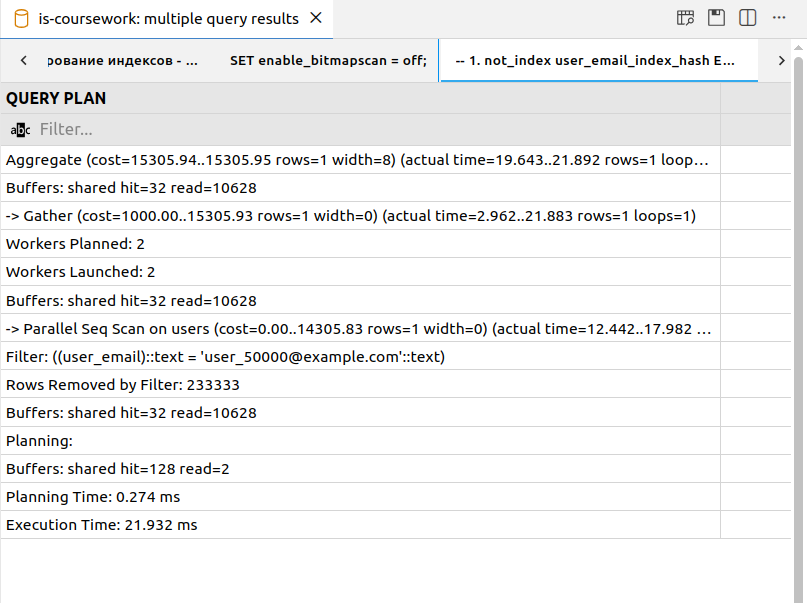 is-coursework: multiple query results
рование индексов - ...
SET enable_bitmapscan = off;
-- 1. not_index user_email_index_hash E...
QUERY PLAN
abc Filter...
Aggregate (cost=15305.94..15305.95 rows=1 width=8) (actual time=19.643..21.892 rows=1 loop...
Buffers: shared hit=32 read=10628
-> Gather (cost=1000.00..15305.93 rows=1 width=0) (actual time=2.962..21.883 rows=1 loops=1)
Workers Planned: 2
Workers Launched: 2
Buffers: shared hit=32 read=10628
-> Parallel Seq Scan on users (cost=0.00..14305.83 rows=1 width=0) (actual time=12.442..17.982 ...
Filter: ((user_email)::text = 'user_50000@example.com'::text)
Rows Removed by Filter: 233333
Buffers: shared hit=32 read=10628
Planning:
Buffers: shared hit=128 read=2
Planning Time: 0.274 ms
Execution Time: 21.932 ms